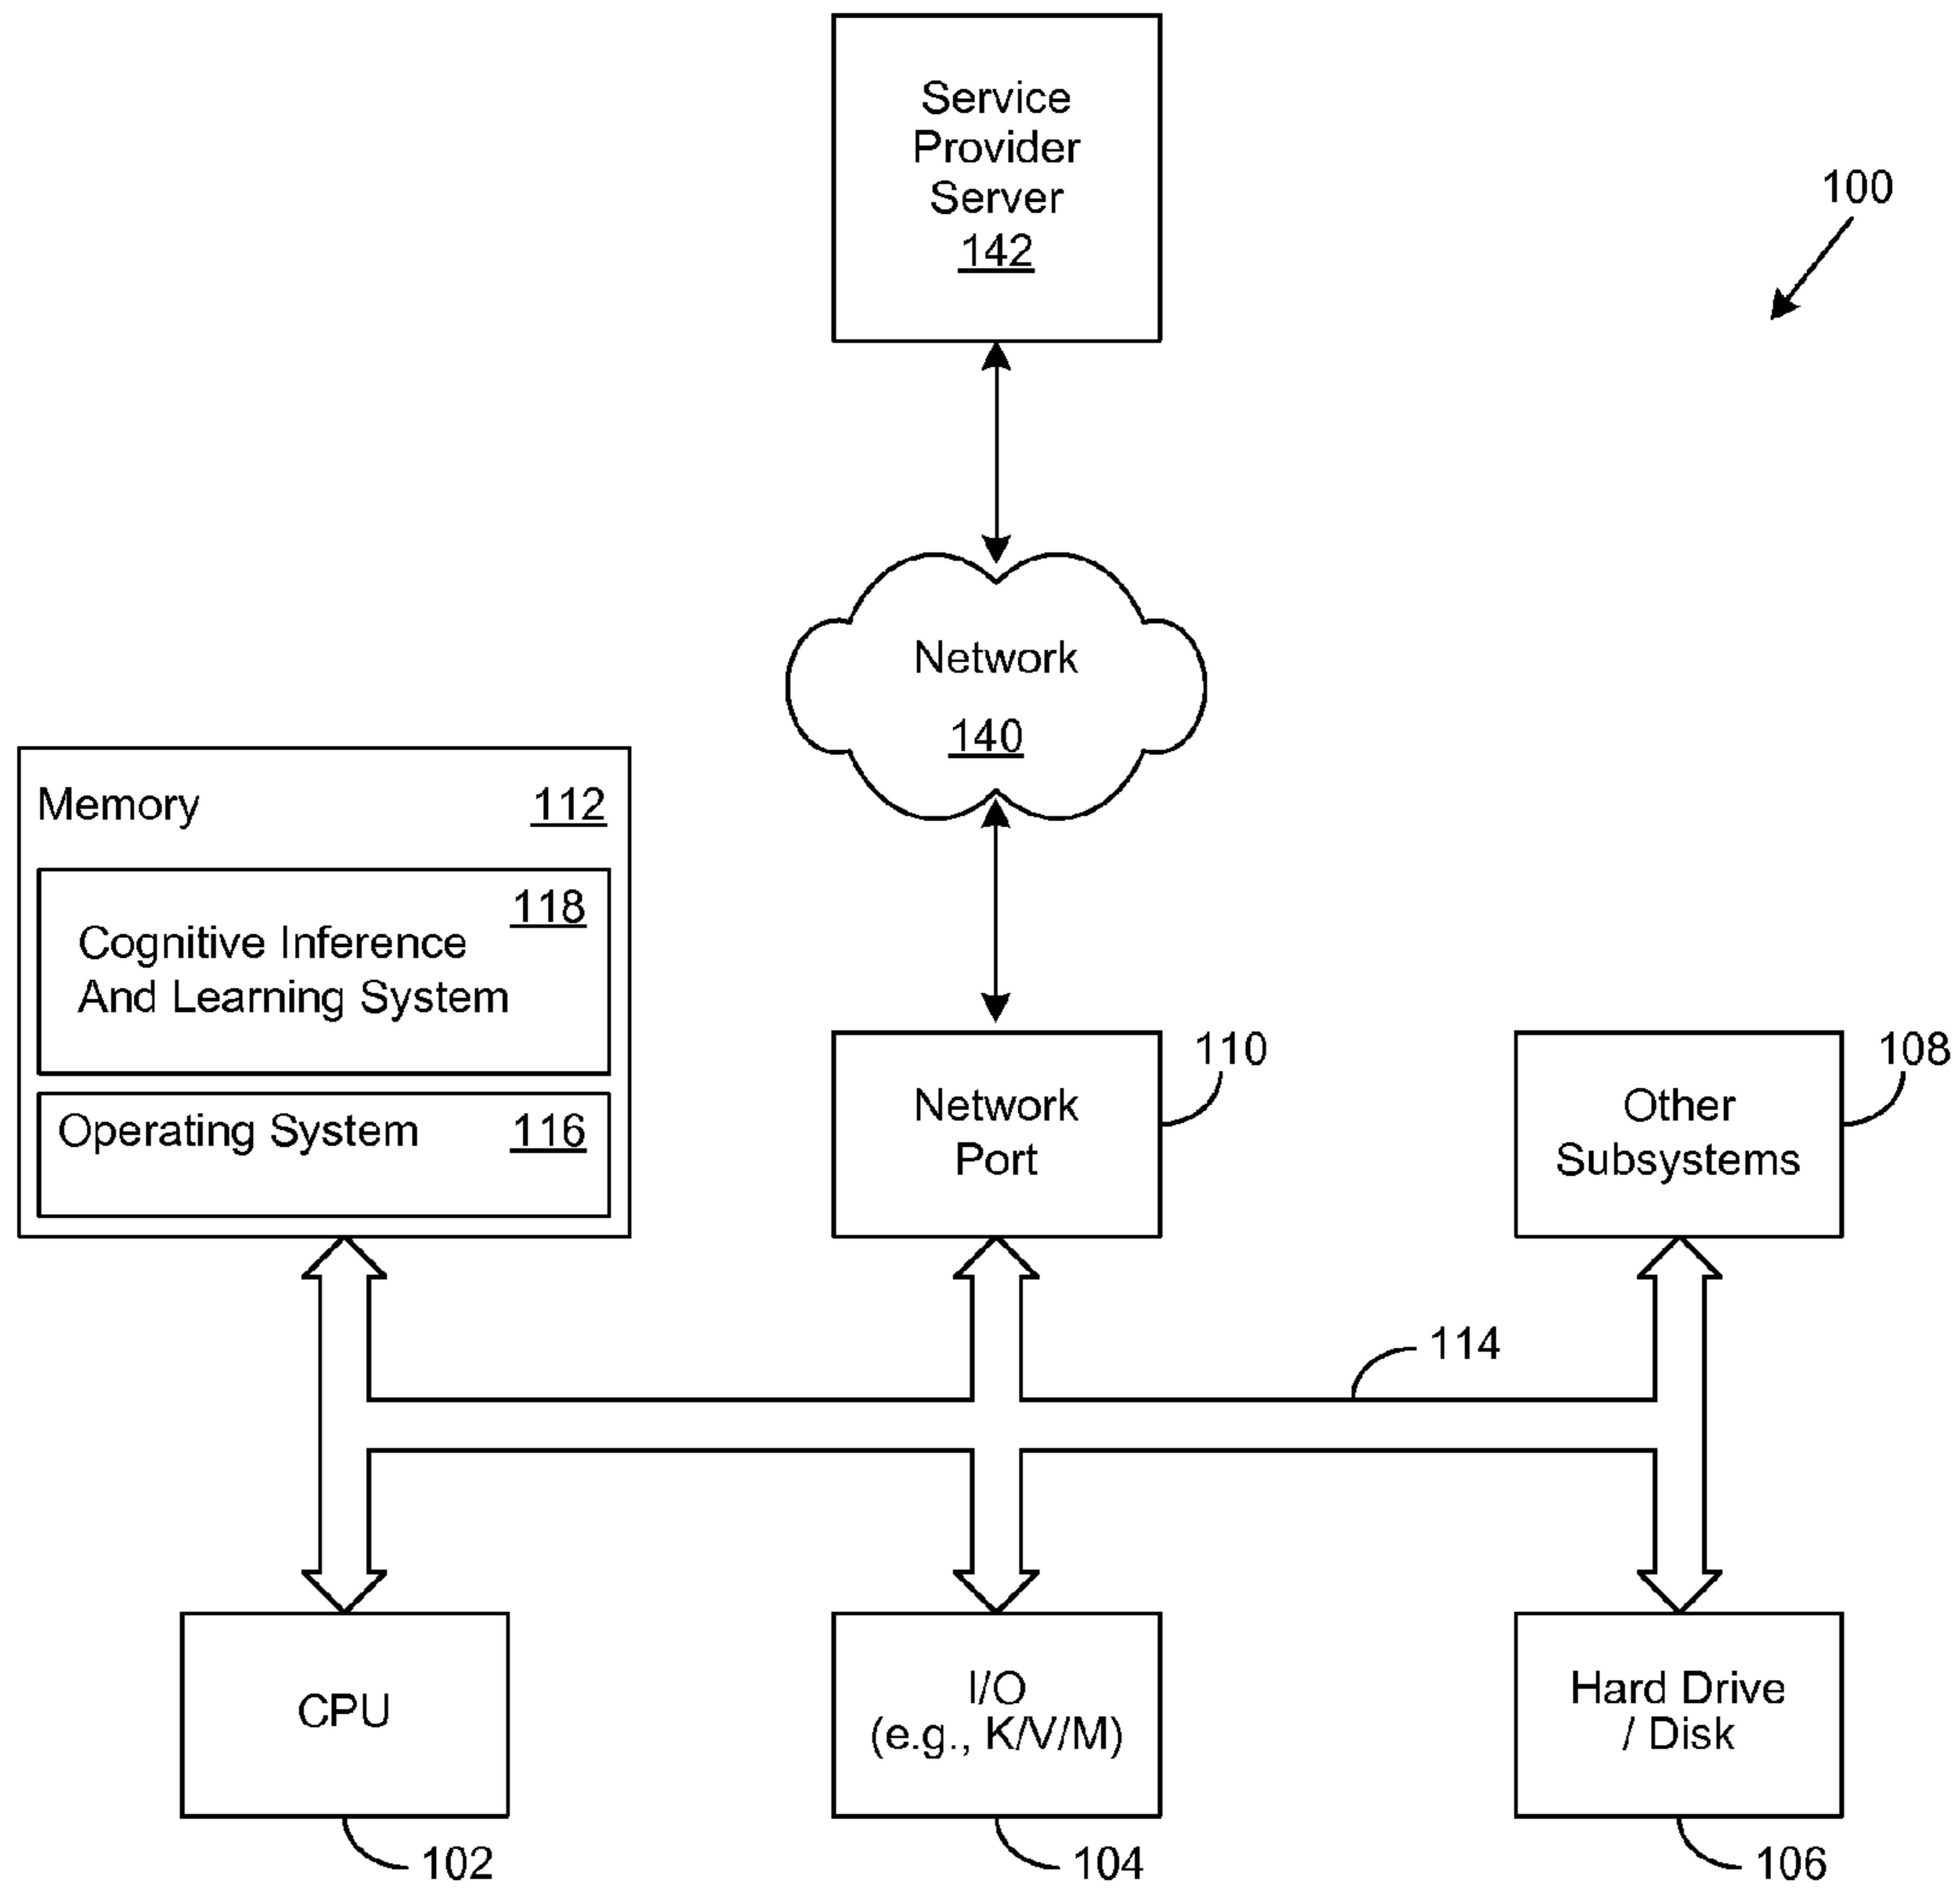 Service
Provider
Server
142
100
Network
140
Memory 112
118
Cognitive Inference
And Learning System
Operating System 116
Network
Port
110
Other
Subsystems
108
114
CPU
102
I/O
(e.g., K/V/M)
104
Hard Drive
/ Disk
106